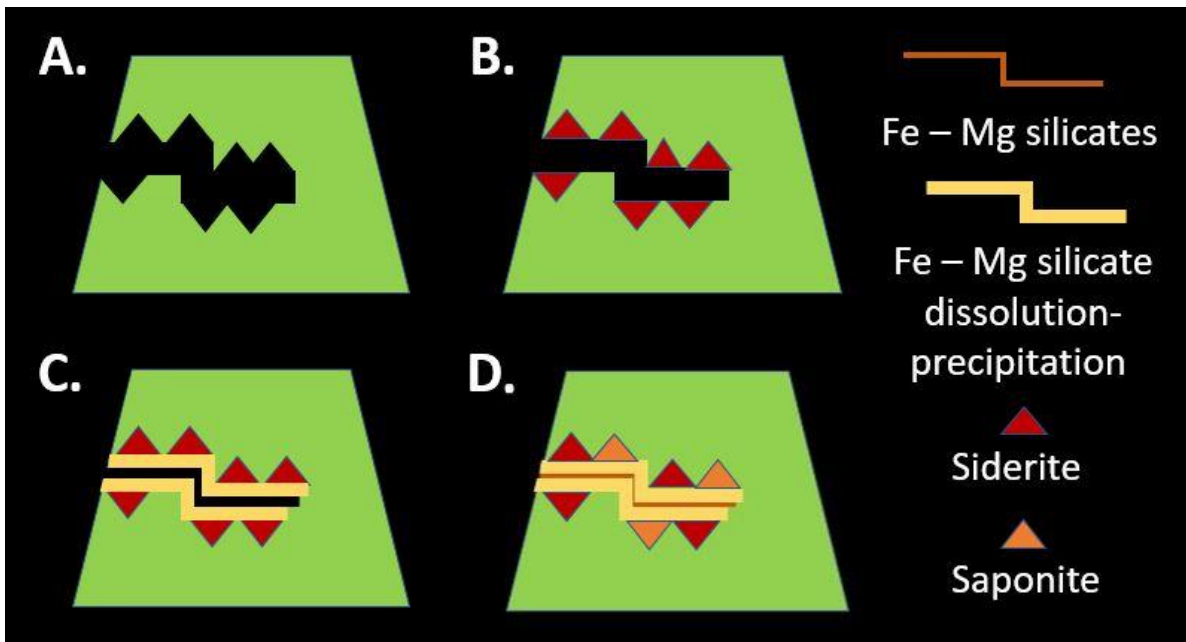 A.
B.
Fe – Mg silicates
Fe – Mg silicate
dissolution-
precipitation
C.
D.
Siderite
Saponite